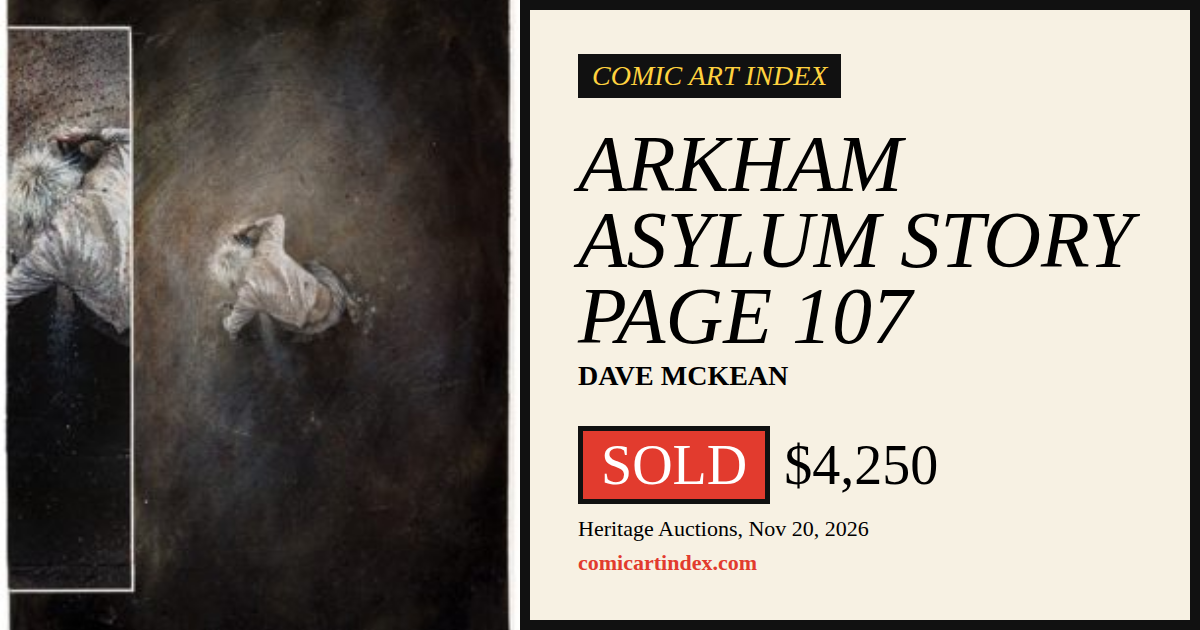 COMIC ART INDEX
ARKHAM
ASYLUM STORY
PAGE 107
DAVE MCKEAN
SOLD $4,250
Heritage Auctions, Nov 20, 2026
comicartindex.com